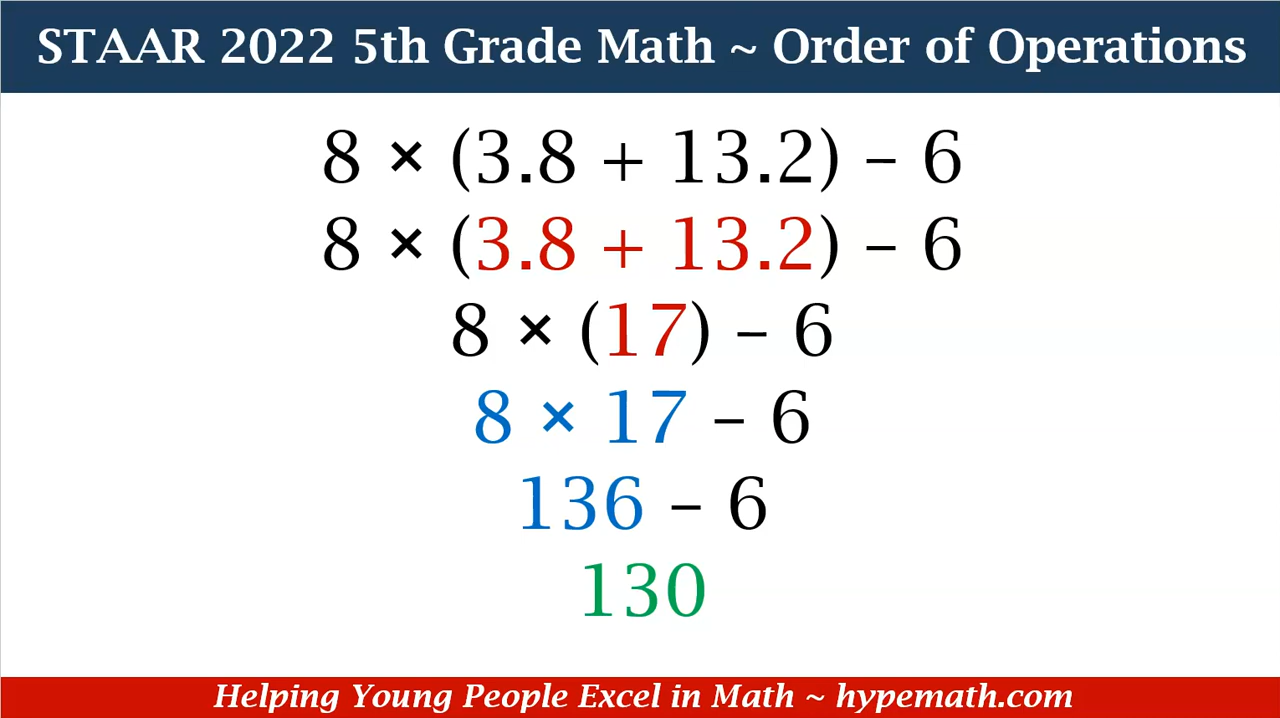 STAAR 2022 5th Grade Math ~ Order of Operations
8 × (3.8 + 13.2) – 6
8 × (3.8 + 13.2) – 6
8 × (17) – 6
8 × 17 – 6
136 – 6
130
Helping Young People Excel in Math ~ hypemath.com